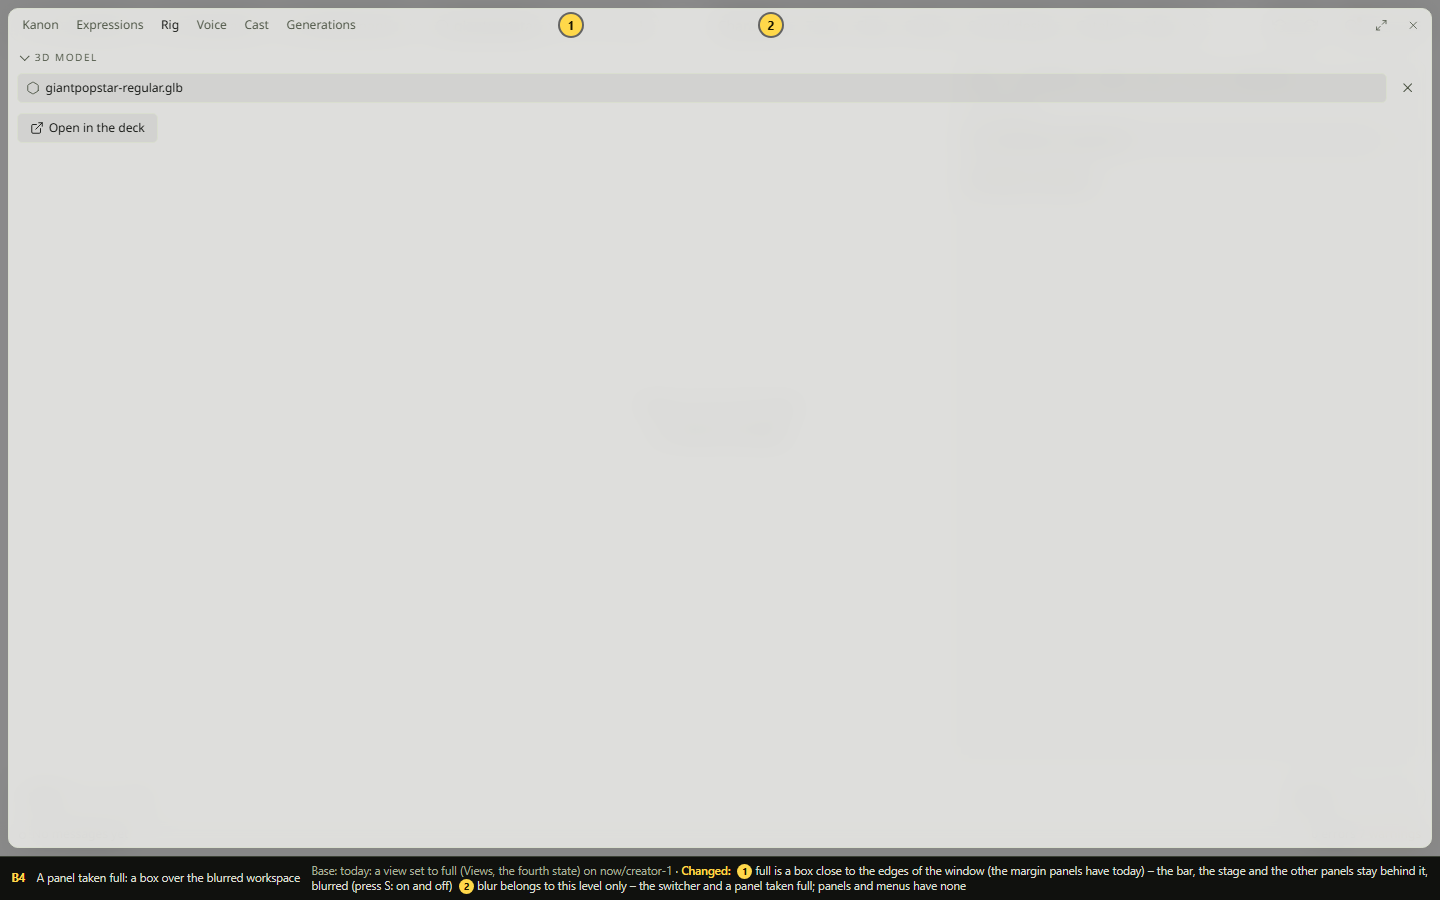 Kanon Expressions Rig Voice Cast Generations 1 2
3D MODEL
giantpopstar-regular.glb
Open in the deck
B4 A panel taken full: a box over the blurred workspace
Base: today: a view set to full (Views, the fourth state) on now/creator-1 · Changed: 1 full is a box close to the edges of the window (the margin panels have today) – the bar, the stage and the other panels stay behind it,
blurred (press S: on and off) 2 blur belongs to this level only – the switcher and a panel taken full; panels and menus have none